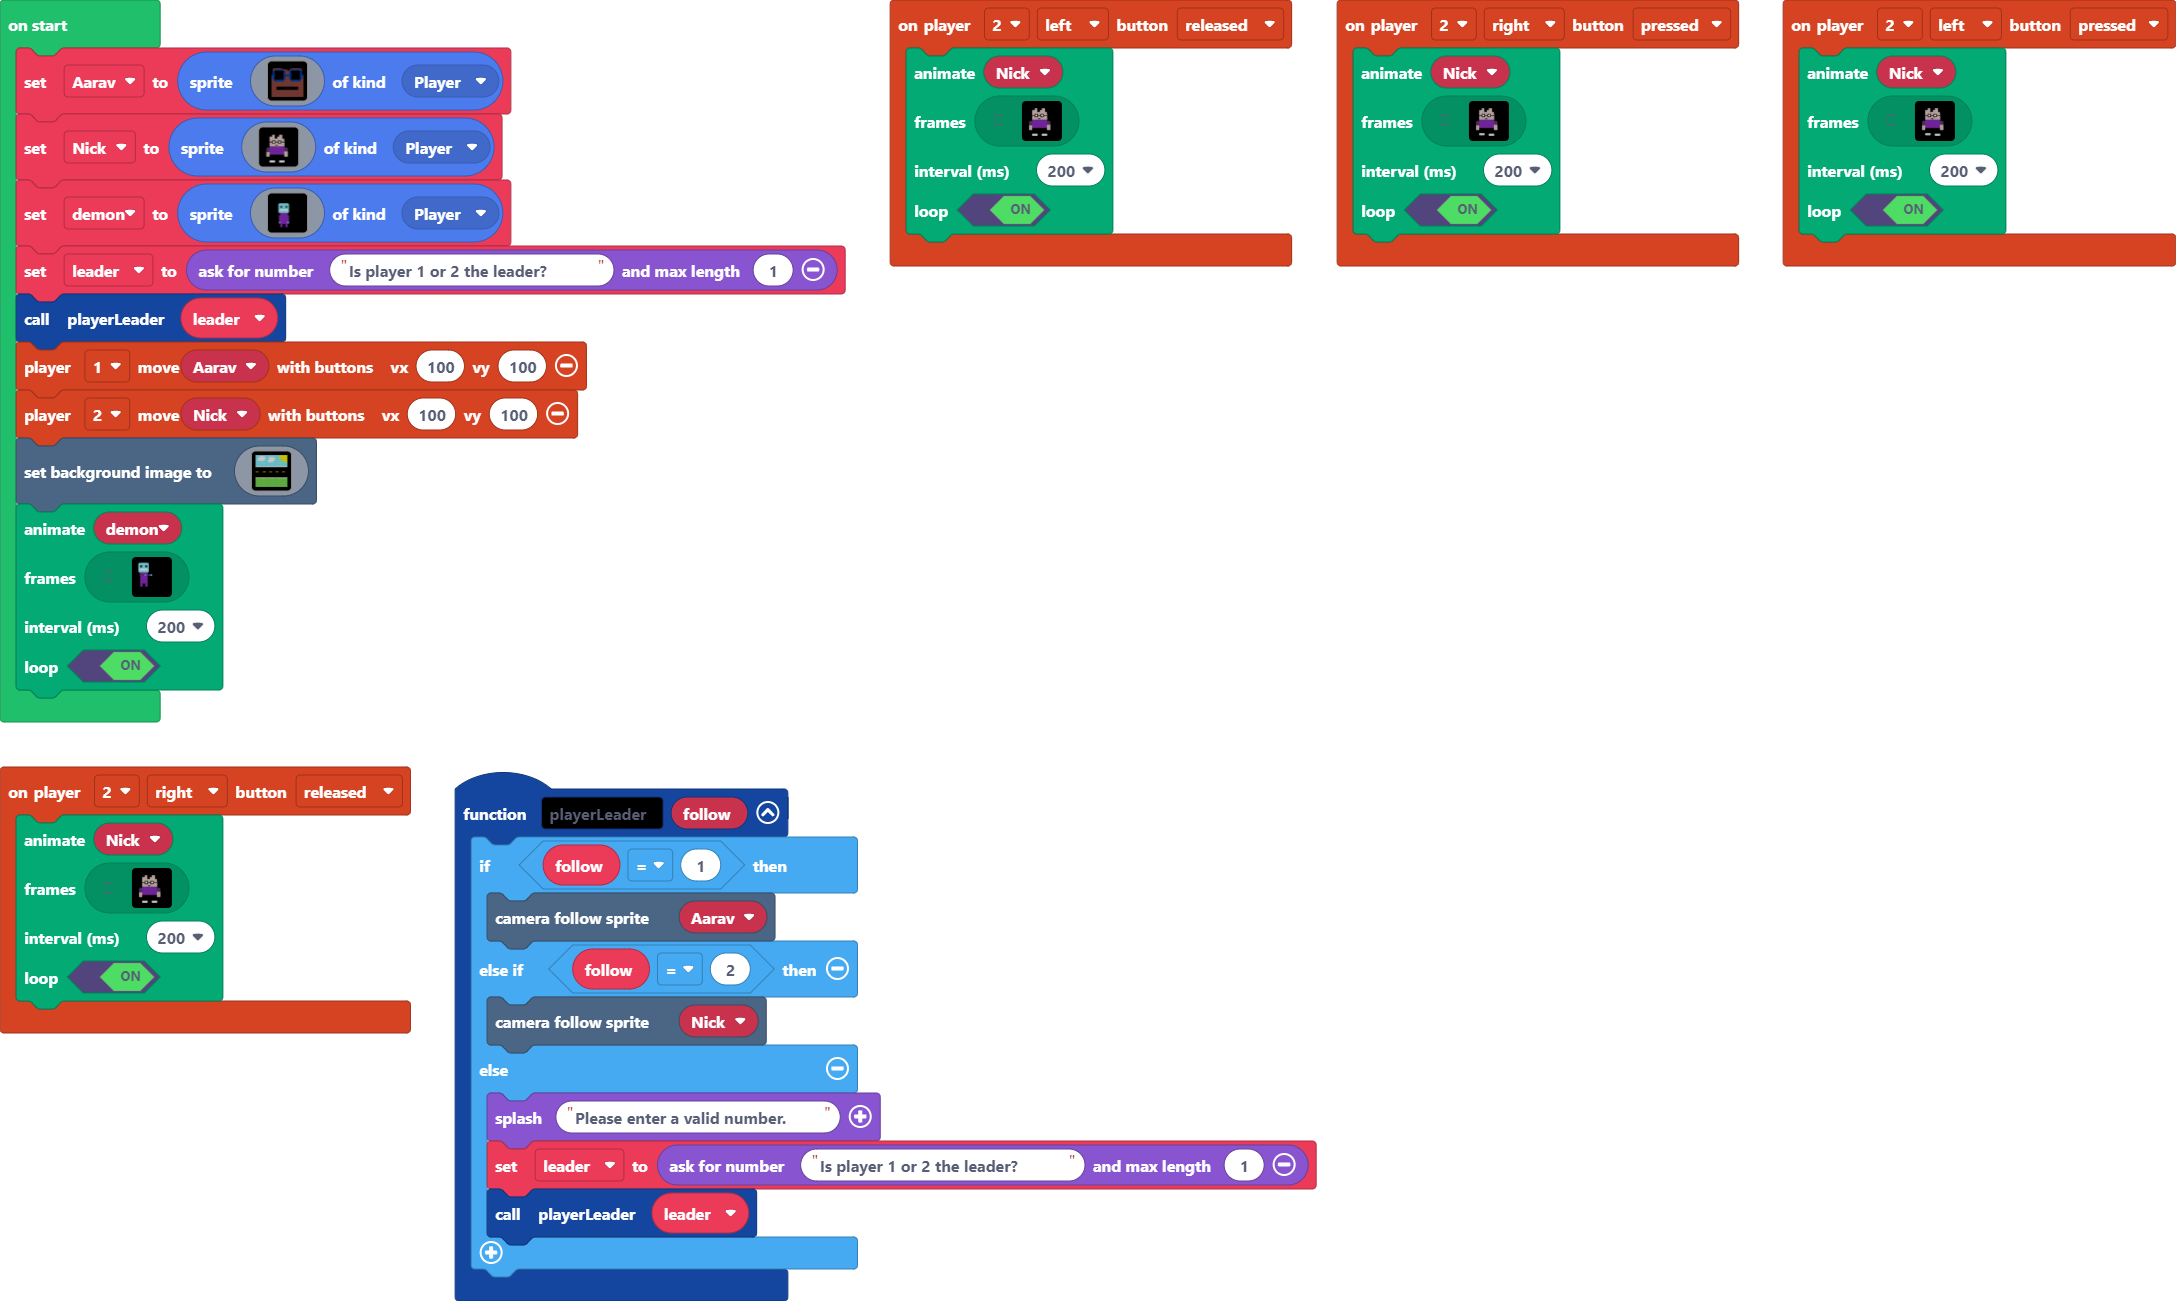 on start
set Aarav to sprite of kind Player
set Nick to sprite of kind Player
set demon to sprite of kind Player
set leader to ask for number "Is player 1 or 2 the leader?" and max length 1
call playerLeader leader
player 1 move Aarav with buttons vx 100 vy 100
player 2 move Nick with buttons vx 100 vy 100
set background image to
animate demon
frames
interval (ms) 200
loop ON
on player 2 left button released
animate Nick
frames
interval (ms) 200
loop ON
on player 2 right button pressed
animate Nick
frames
interval (ms) 200
loop ON
on player 2 left button pressed
animate Nick
frames
interval (ms) 200
loop ON
on player 2 right button released
animate Nick
frames
interval (ms) 200
loop ON
function playerLeader follow
if follow = 1 then
camera follow sprite Aarav
else if follow = 2 then
camera follow sprite Nick
else
splash "Please enter a valid number."
set leader to ask for number "Is player 1 or 2 the leader?" and max length 1
call playerLeader leader